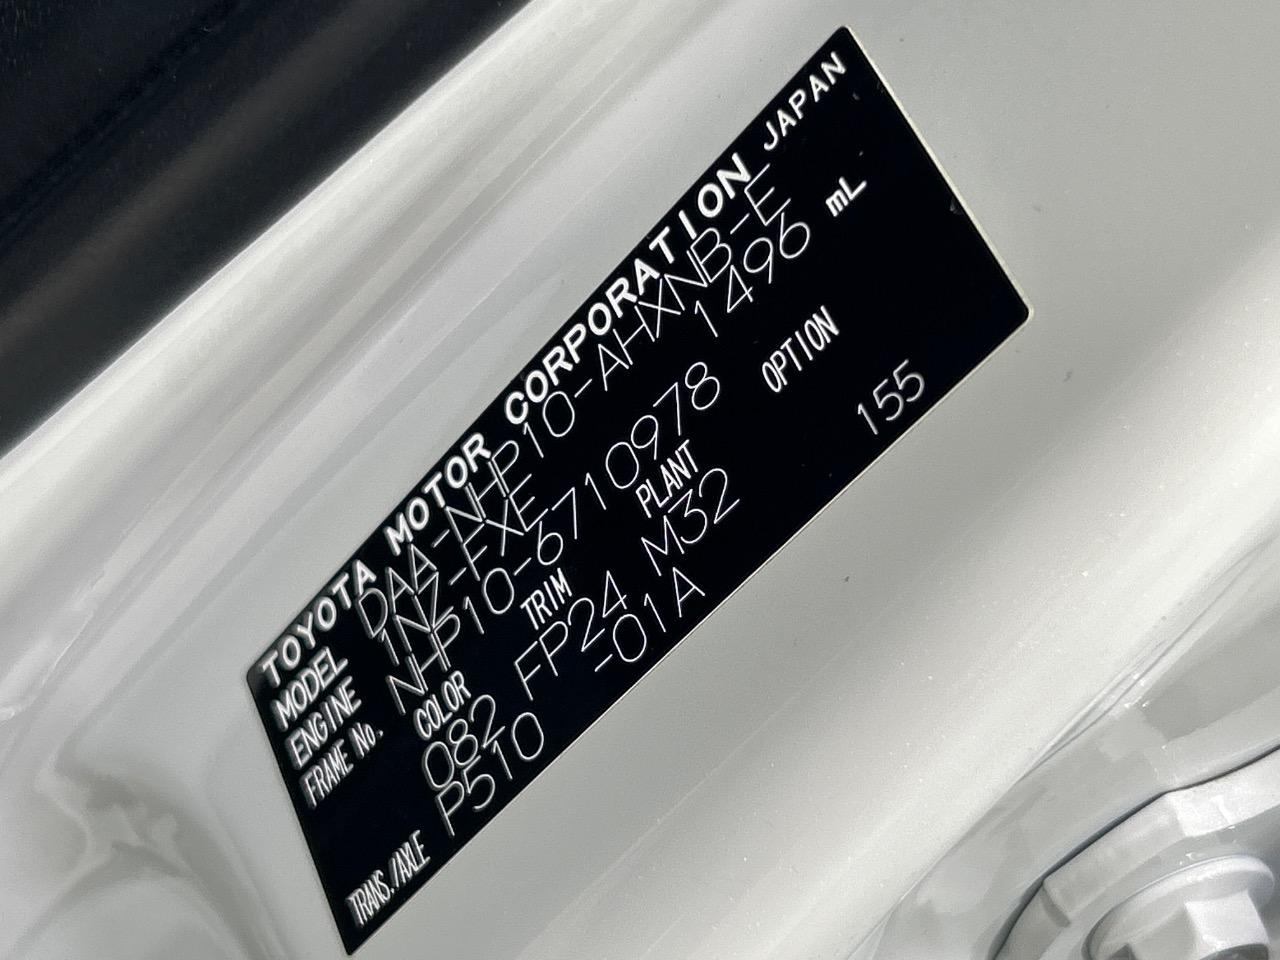 TOYOTA MOTOR CORPORATION JAPAN
MODEL DAA-NHP10-AHXNB-E
ENGINE 1NZ-FXE 1496 mL
FRAME No. NHP10-6710978
COLOR TRIM PLANT OPTION
082 FP24 M32 155
TRANS./AXLE P510 -01A